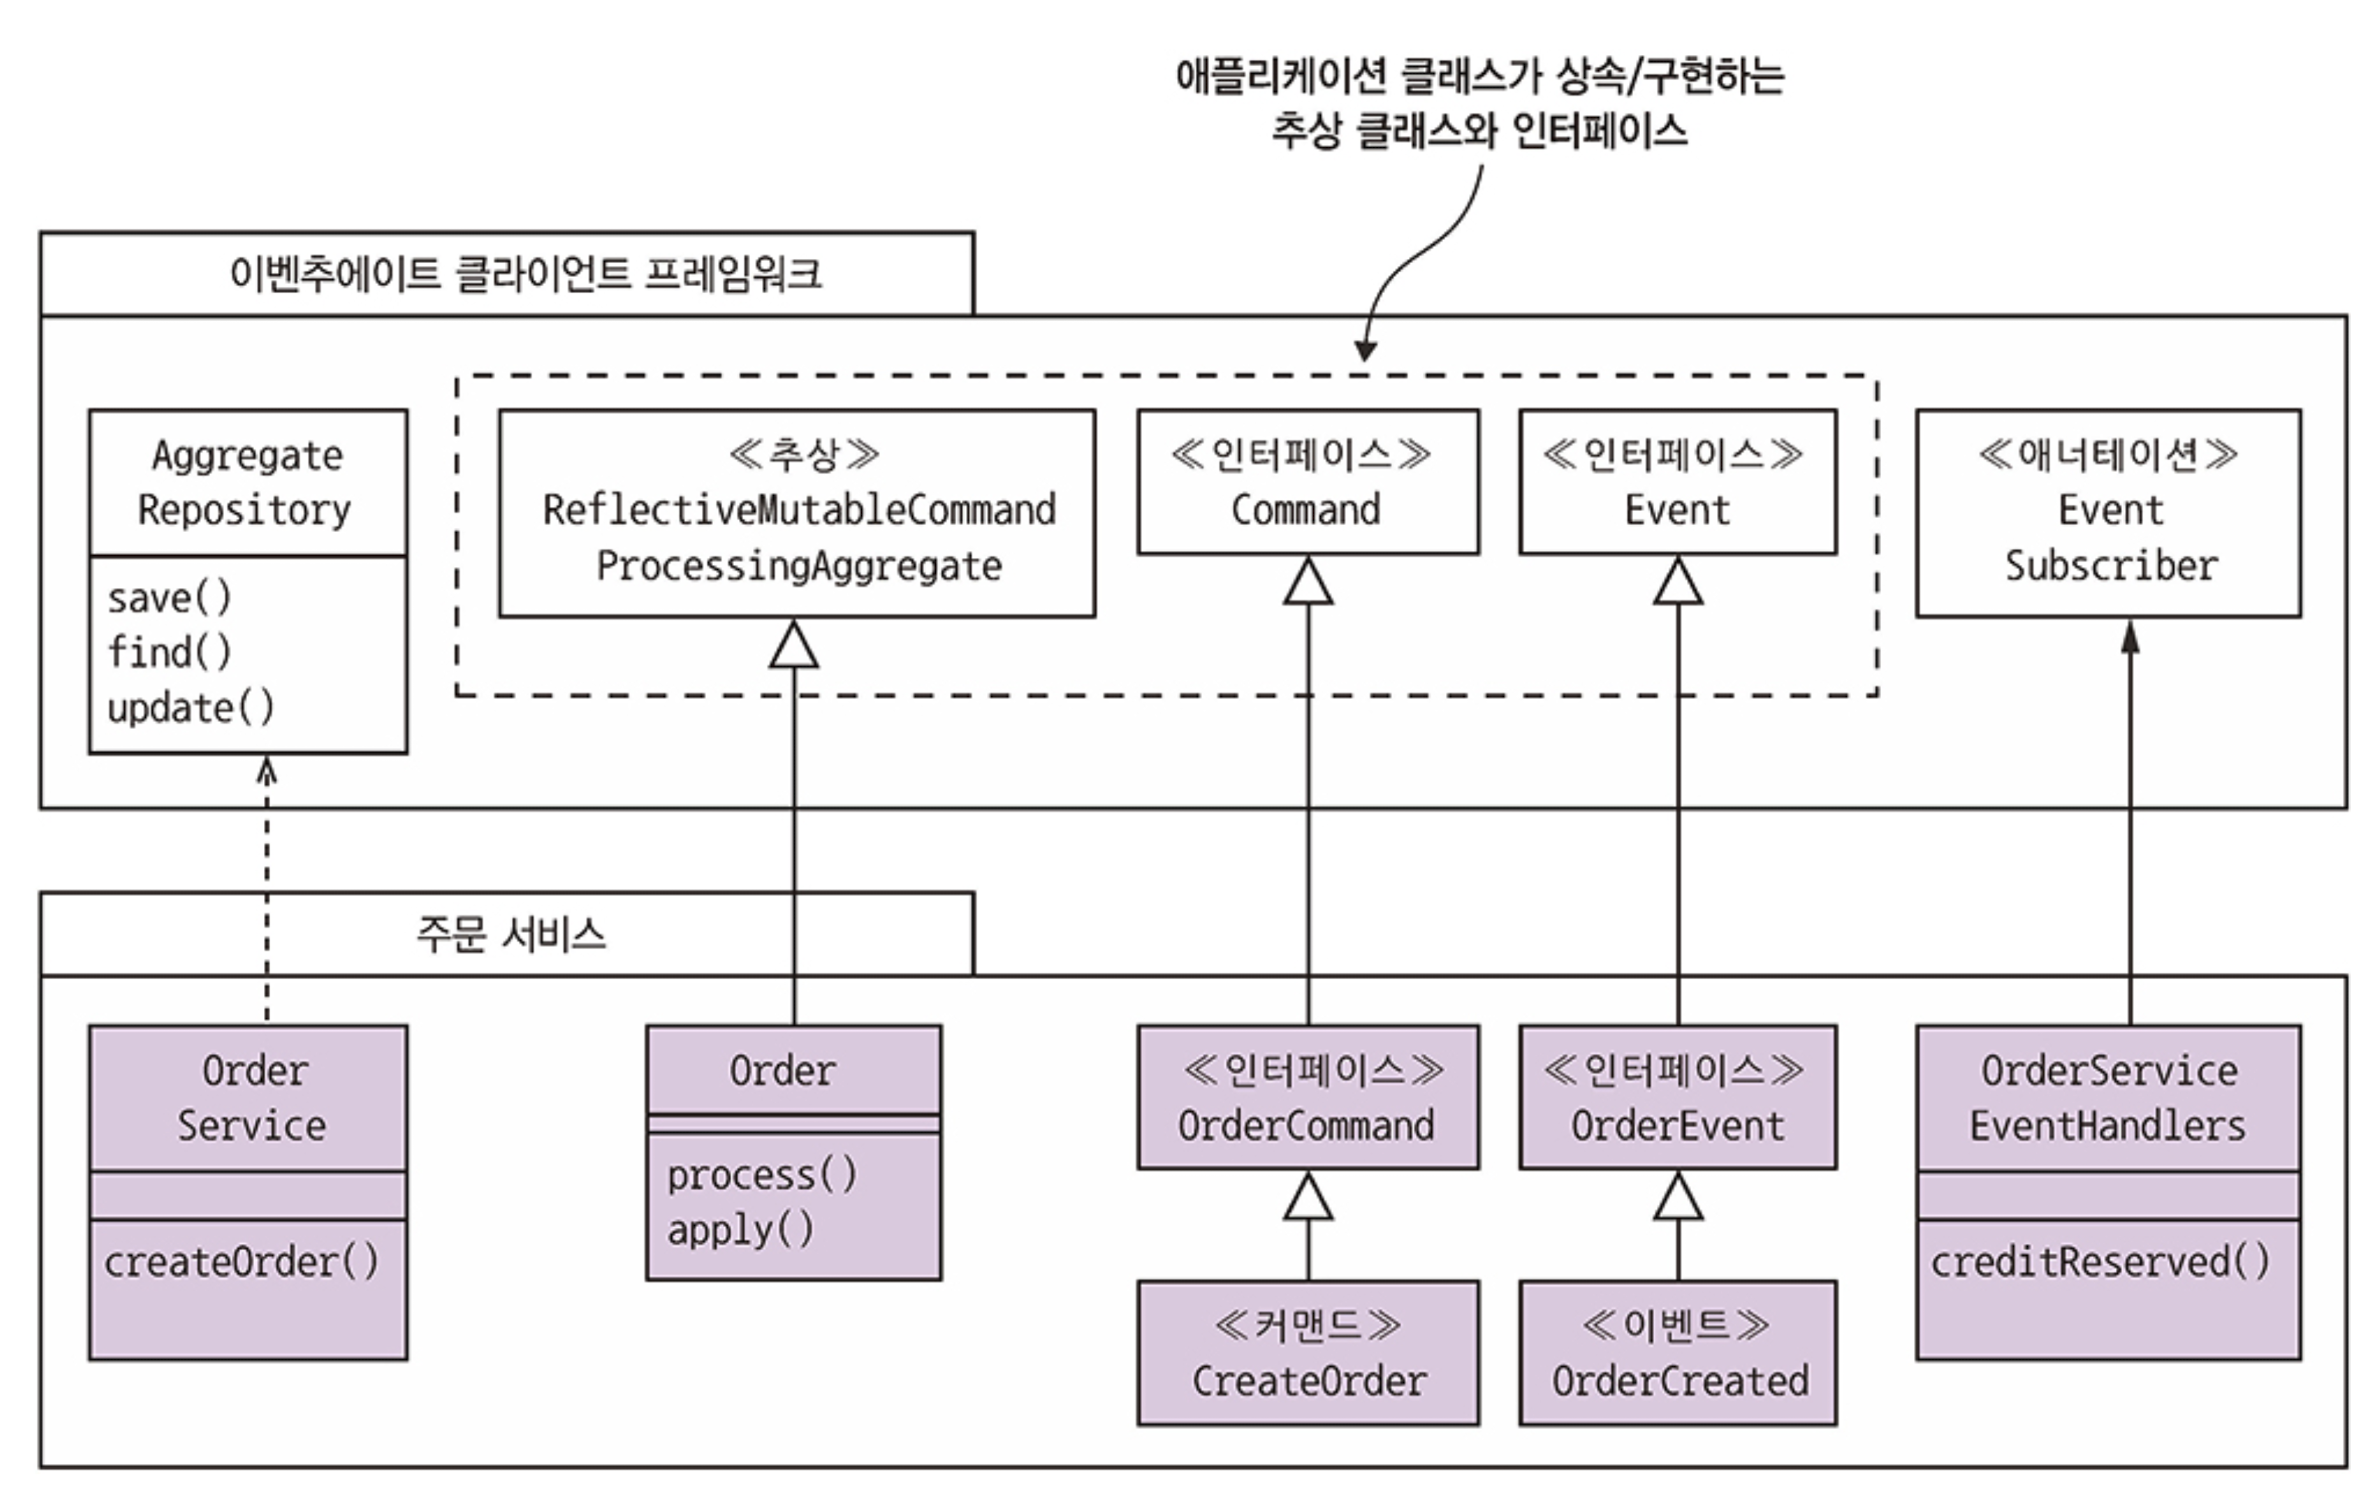 애플리케이션 클래스가 상속/구현하는
추상 클래스와 인터페이스
이벤추에이트 클라이언트 프레임워크
Aggregate
Repository
save()
find()
update()
≪추상≫
ReflectiveMutableCommand
ProcessingAggregate
≪인터페이스≫
Command
≪인터페이스≫
Event
≪애너테이션≫
Event
Subscriber
주문 서비스
Order
Service
createOrder()
Order
process()
apply()
≪인터페이스≫
OrderCommand
≪커맨드≫
CreateOrder
≪인터페이스≫
OrderEvent
≪이벤트≫
OrderCreated
OrderService
EventHandlers
creditReserved()